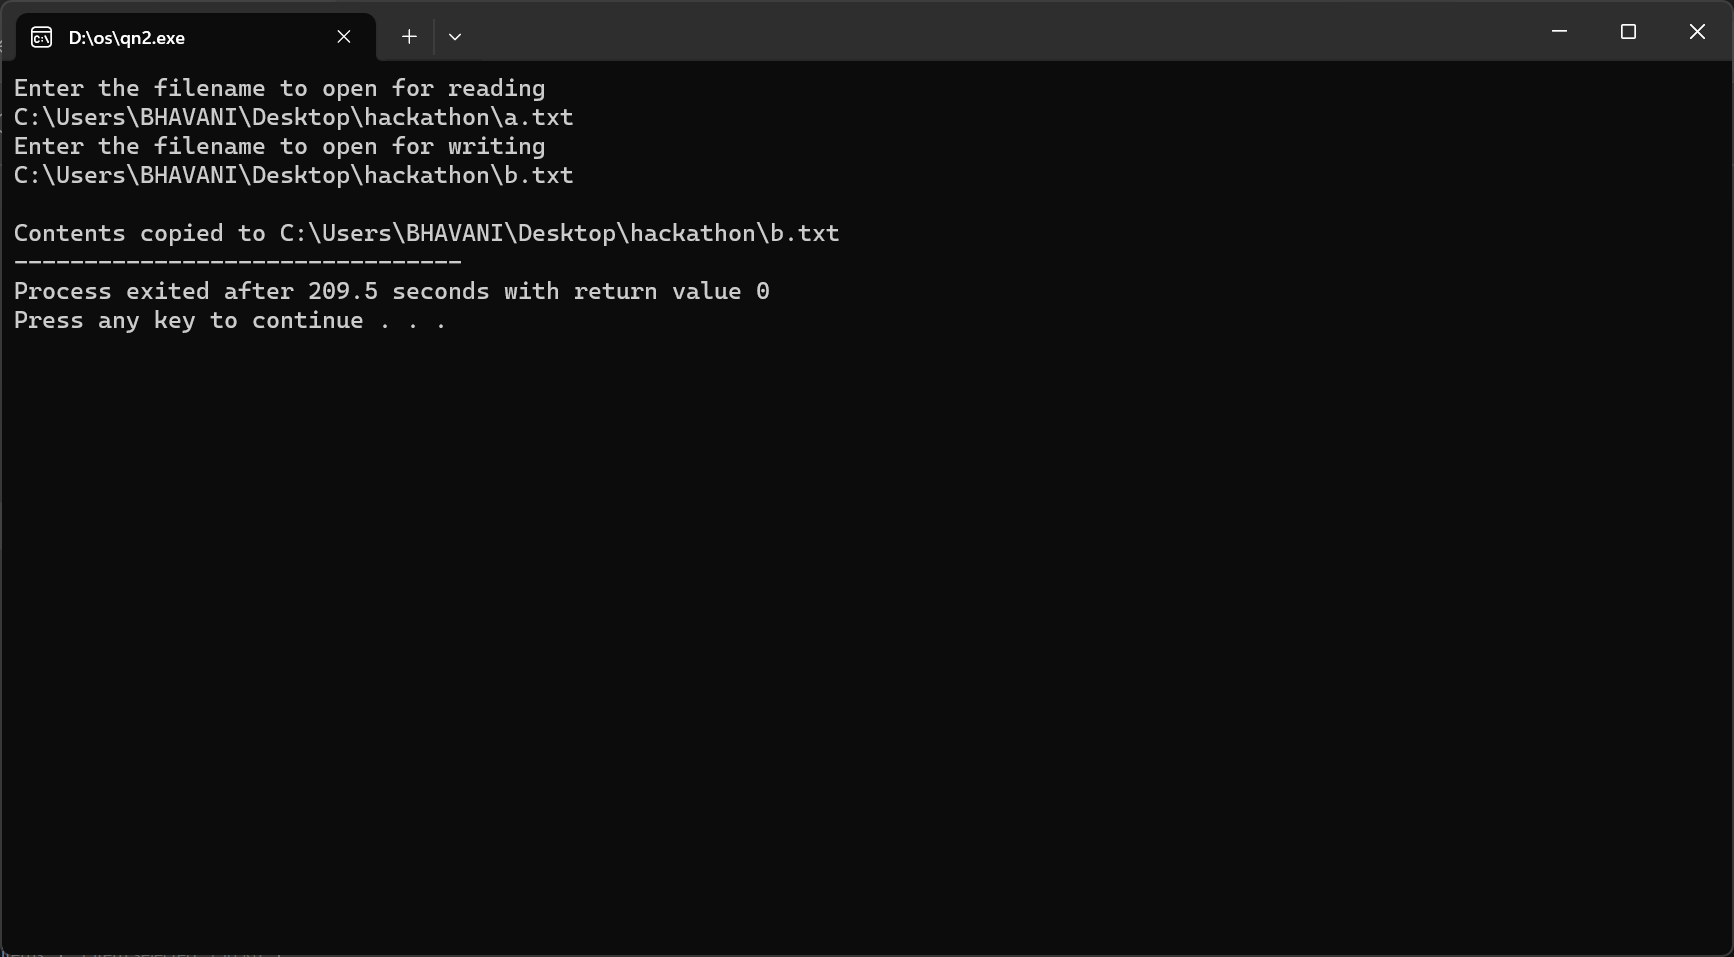 D:\os\qn2.exe
Enter the filename to open for reading
C:\Users\BHAVANI\Desktop\hackathon\a.txt
Enter the filename to open for writing
C:\Users\BHAVANI\Desktop\hackathon\b.txt
Contents copied to C:\Users\BHAVANI\Desktop\hackathon\b.txt
--------------------------------
Process exited after 209.5 seconds with return value 0
Press any key to continue . . .